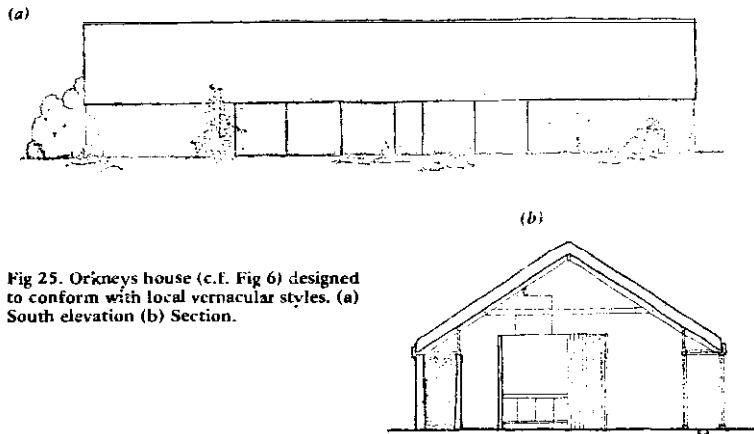 (a)
(b)
Fig 25. Orkneys house (c.f. Fig 6) designed
to conform with local vernacular styles. (a)
South elevation (b) Section.